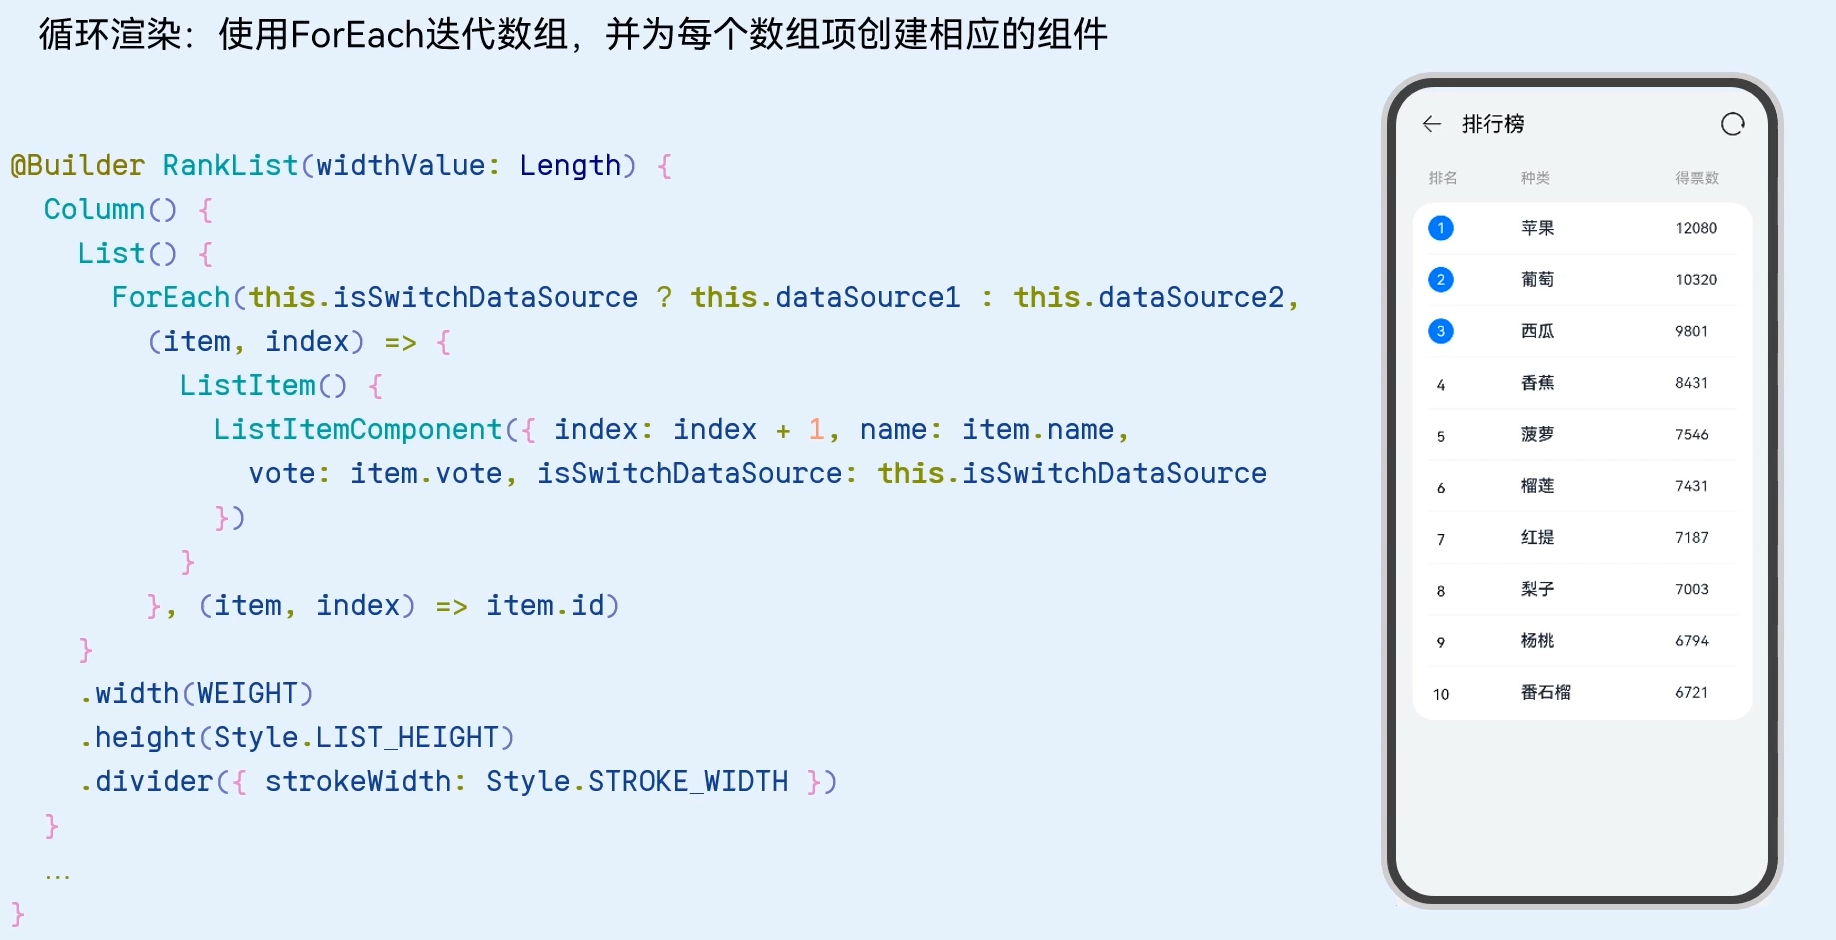 循环渲染：使用ForEach迭代数组，并为每个数组项创建相应的组件
@Builder RankList(widthValue: Length) {
  Column() {
    List() {
      ForEach(this.isSwitchDataSource ? this.dataSource1 : this.dataSource2,
        (item, index) => {
          ListItem() {
            ListItemComponent({ index: index + 1, name: item.name,
              vote: item.vote, isSwitchDataSource: this.isSwitchDataSource
            })
          }
        }, (item, index) => item.id)
    }
    .width(WEIGHT)
    .height(Style.LIST_HEIGHT)
    .divider({ strokeWidth: Style.STROKE_WIDTH })
  }
  ...
}
排行榜
排名 种类 得票数
1 苹果 12080
2 葡萄 10320
3 西瓜 9801
4 香蕉 8431
5 菠萝 7546
6 榴莲 7431
7 红提 7187
8 梨子 7003
9 杨桃 6794
10 番石榴 6721